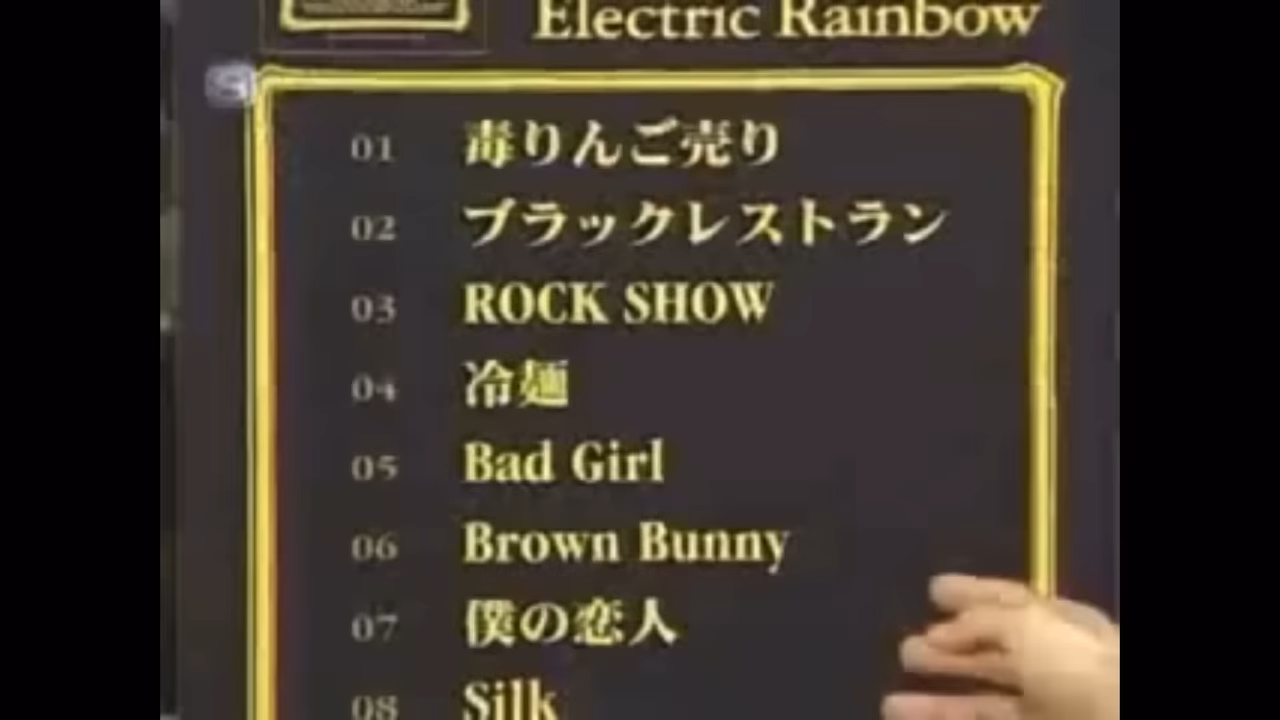 Electric Rainbow
01 毒りんご売り
02 ブラックレストラン
03 ROCK SHOW
04 冷麺
05 Bad Girl
06 Brown Bunny
07 僕の恋人
08 Silk